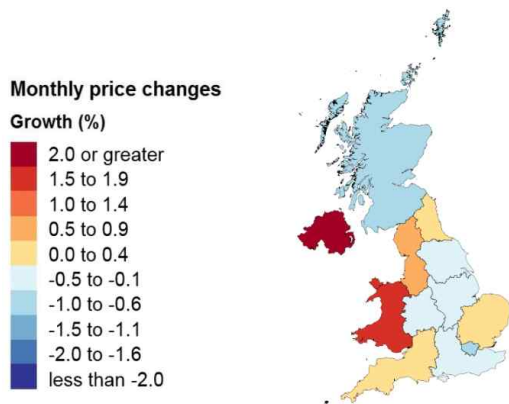 Monthly price changes
Growth (%)
2.0 or greater
1.5 to 1.9
1.0 to 1.4
0.5 to 0.9
0.0 to 0.4
-0.5 to -0.1
-1.0 to -0.6
-1.5 to -1.1
-2.0 to -1.6
less than -2.0